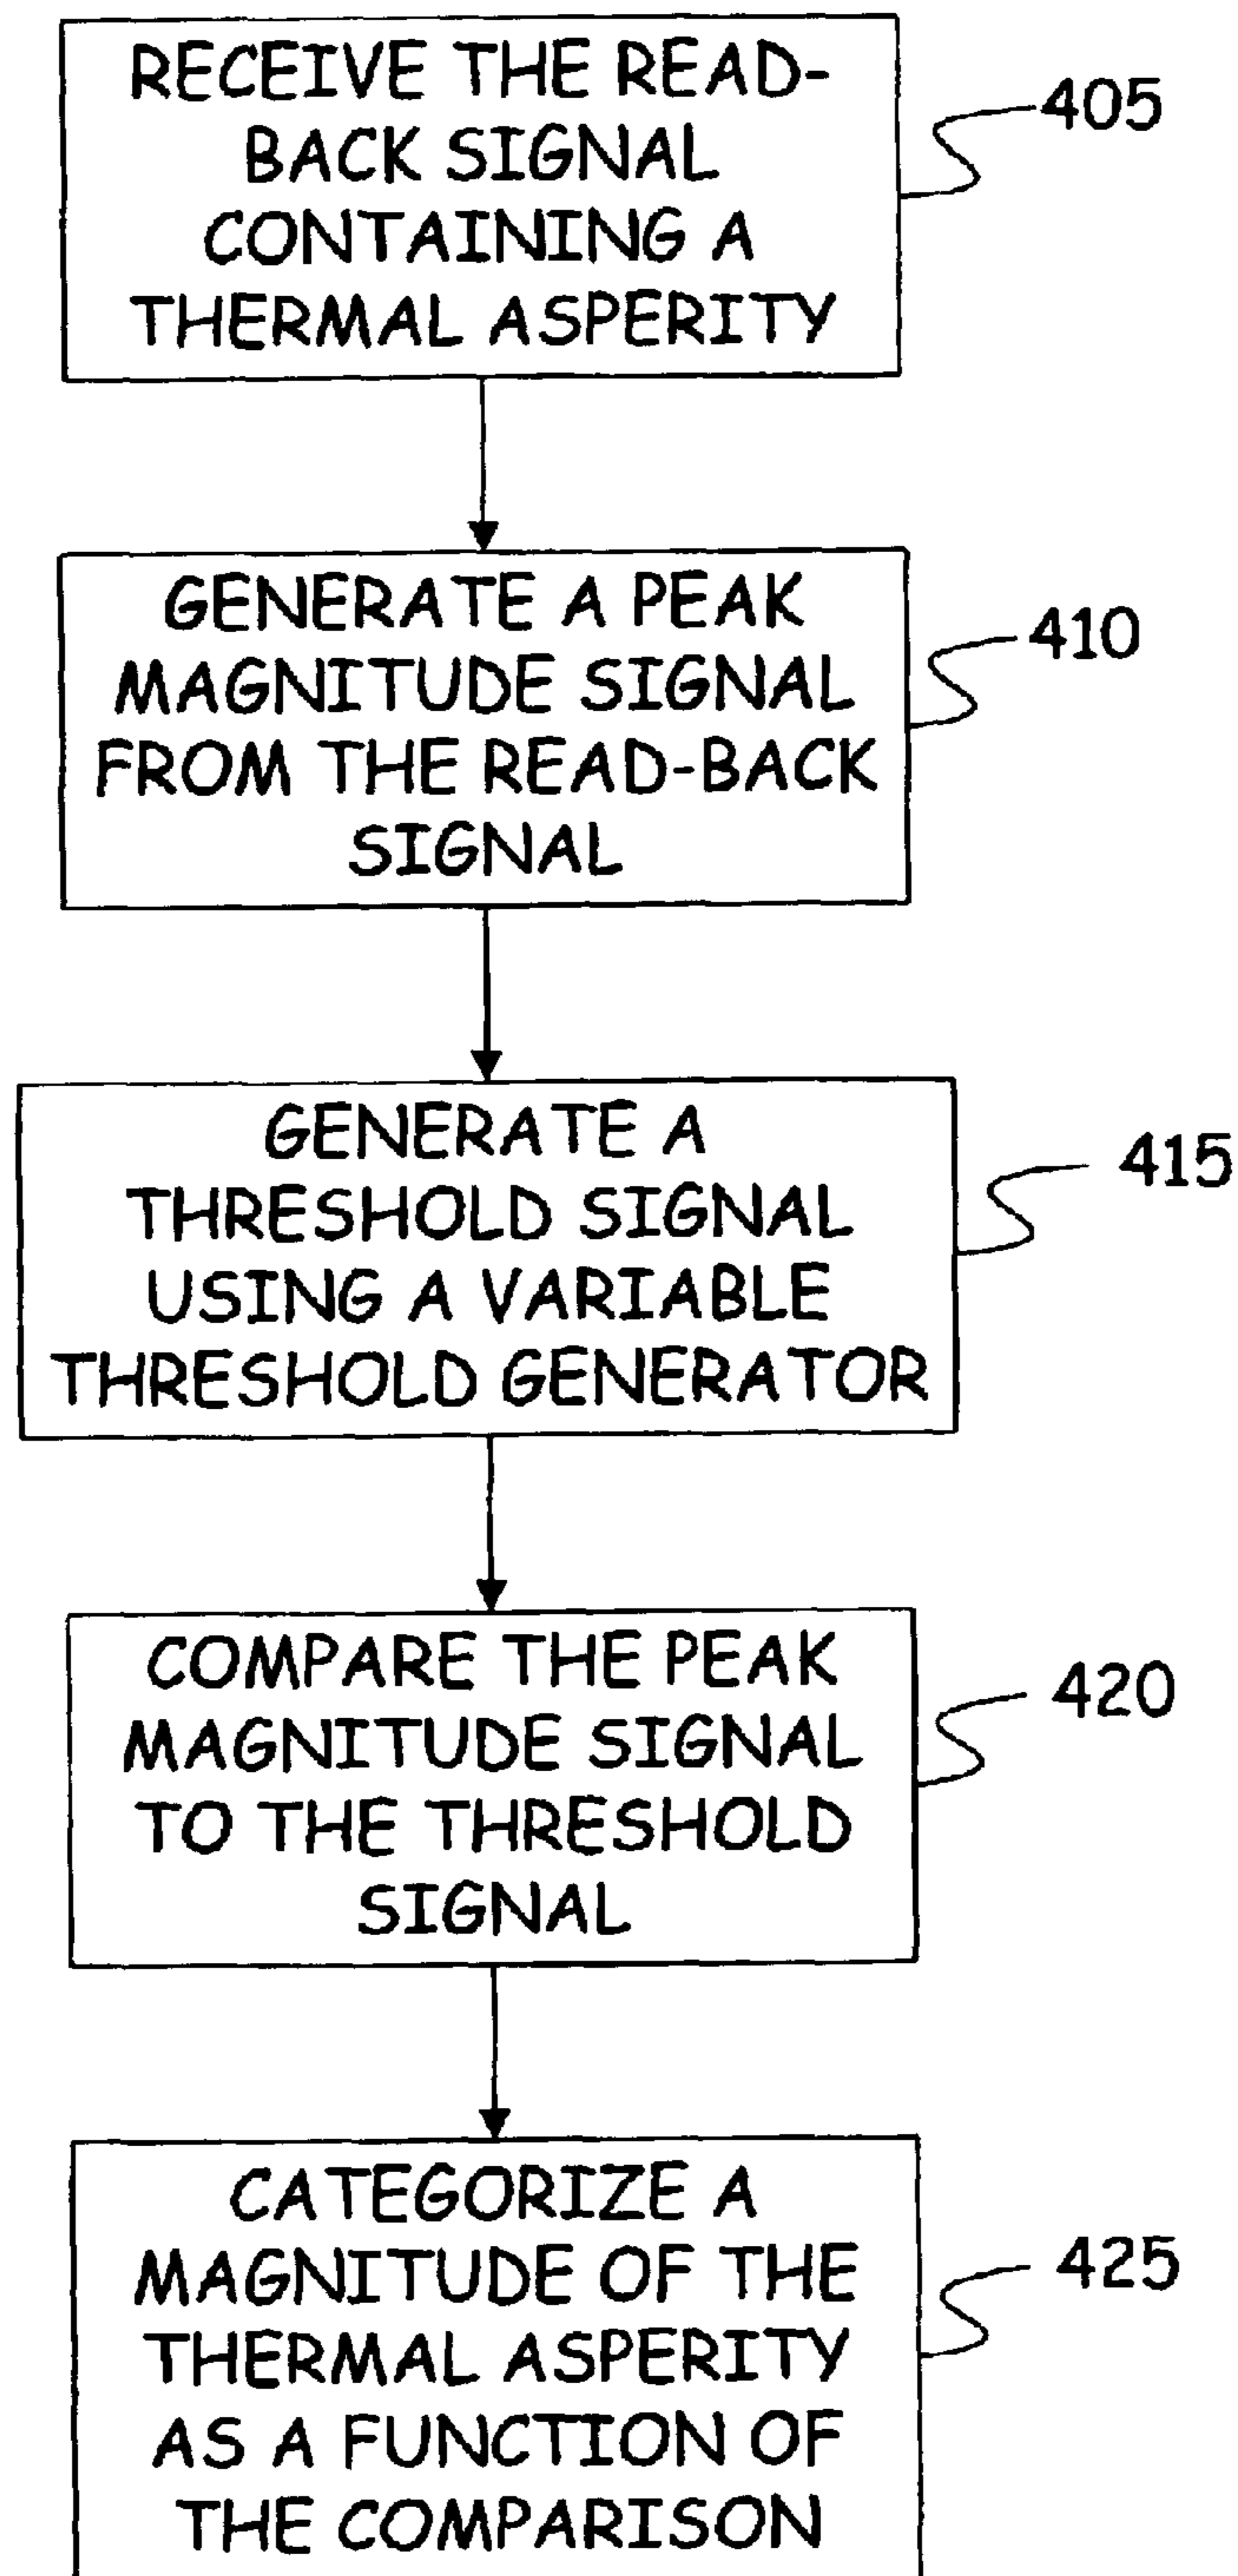 RECEIVE THE READ-
BACK SIGNAL
CONTAINING A
THERMAL ASPERITY
405
GENERATE A PEAK
MAGNITUDE SIGNAL
FROM THE READ-BACK
SIGNAL
410
GENERATE A
THRESHOLD SIGNAL
USING A VARIABLE
THRESHOLD GENERATOR
415
COMPARE THE PEAK
MAGNITUDE SIGNAL
TO THE THRESHOLD
SIGNAL
420
CATEGORIZE A
MAGNITUDE OF THE
THERMAL ASPERITY
AS A FUNCTION OF
THE COMPARISON
425